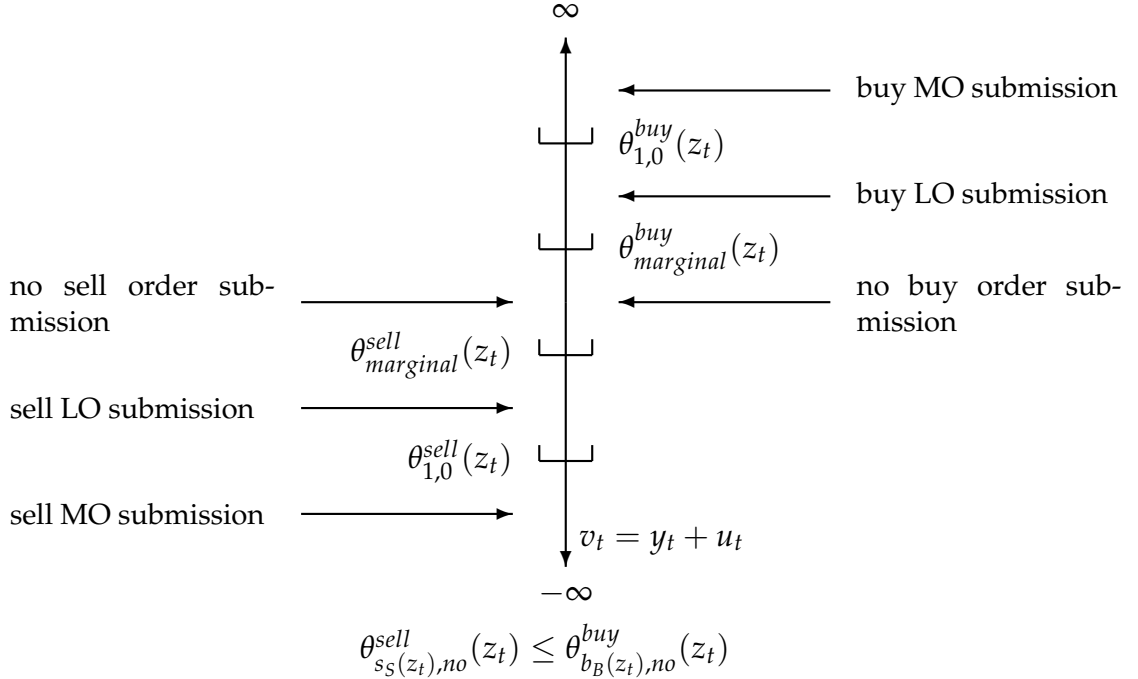 ∞
buy MO submission
θ^{buy}_{1,0}(z_t)
buy LO submission
θ^{buy}_{marginal}(z_t)
no sell order sub-
mission
no buy order sub-
mission
θ^{sell}_{marginal}(z_t)
sell LO submission
θ^{sell}_{1,0}(z_t)
sell MO submission
v_t = y_t + u_t
−∞
θ^{sell}_{s_S(z_t),no}(z_t) ≤ θ^{buy}_{b_B(z_t),no}(z_t)